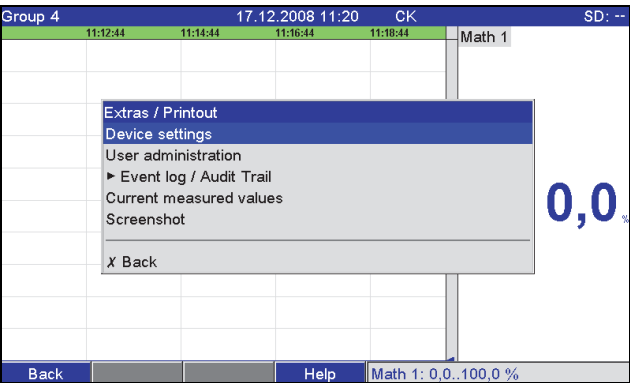 Group 4 17.12.2008 11:20 CK SD: --
11:12:44 11:14:44 11:16:44 11:18:44
Math 1
Extras / Printout
Device settings
User administration
► Event log / Audit Trail
Current measured values
Screenshot
0,0 %
✗ Back
Back Help Math 1: 0,0..100,0 %